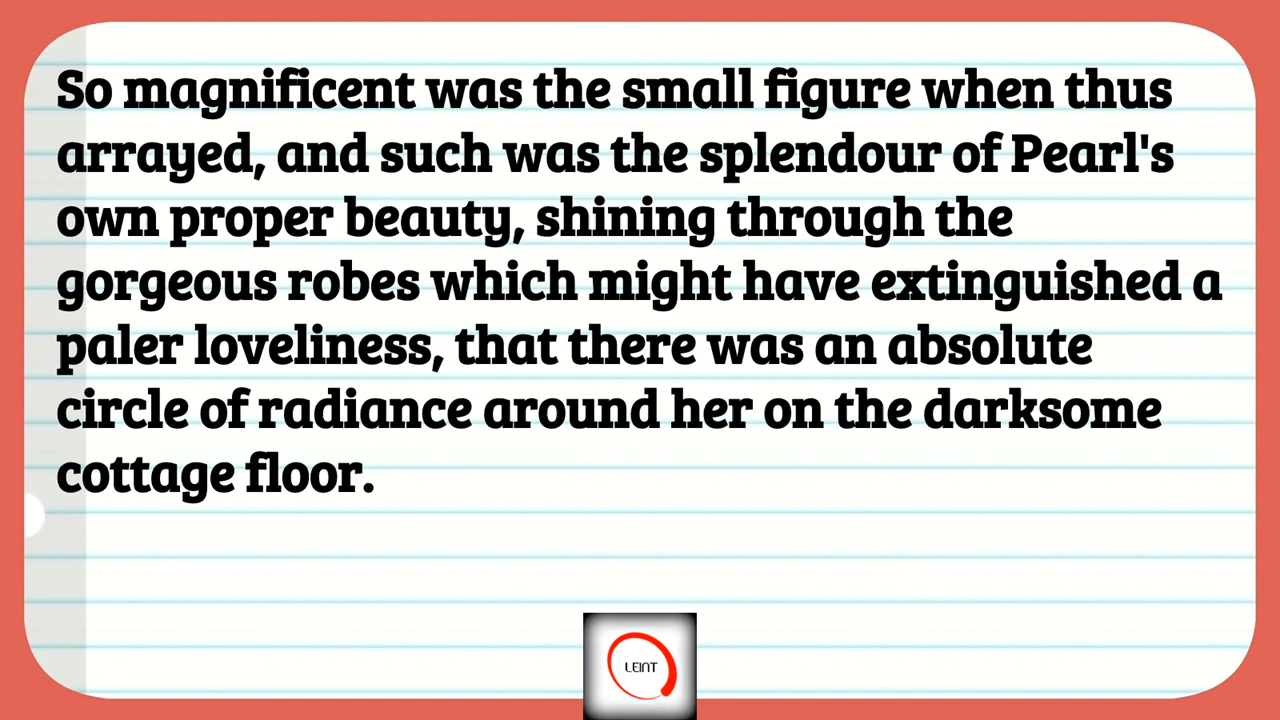 So magnificent was the small figure when thus
arrayed, and such was the splendour of Pearl's
own proper beauty, shining through the
gorgeous robes which might have extinguished a
paler loveliness, that there was an absolute
circle of radiance around her on the darksome
cottage floor.
LEINT